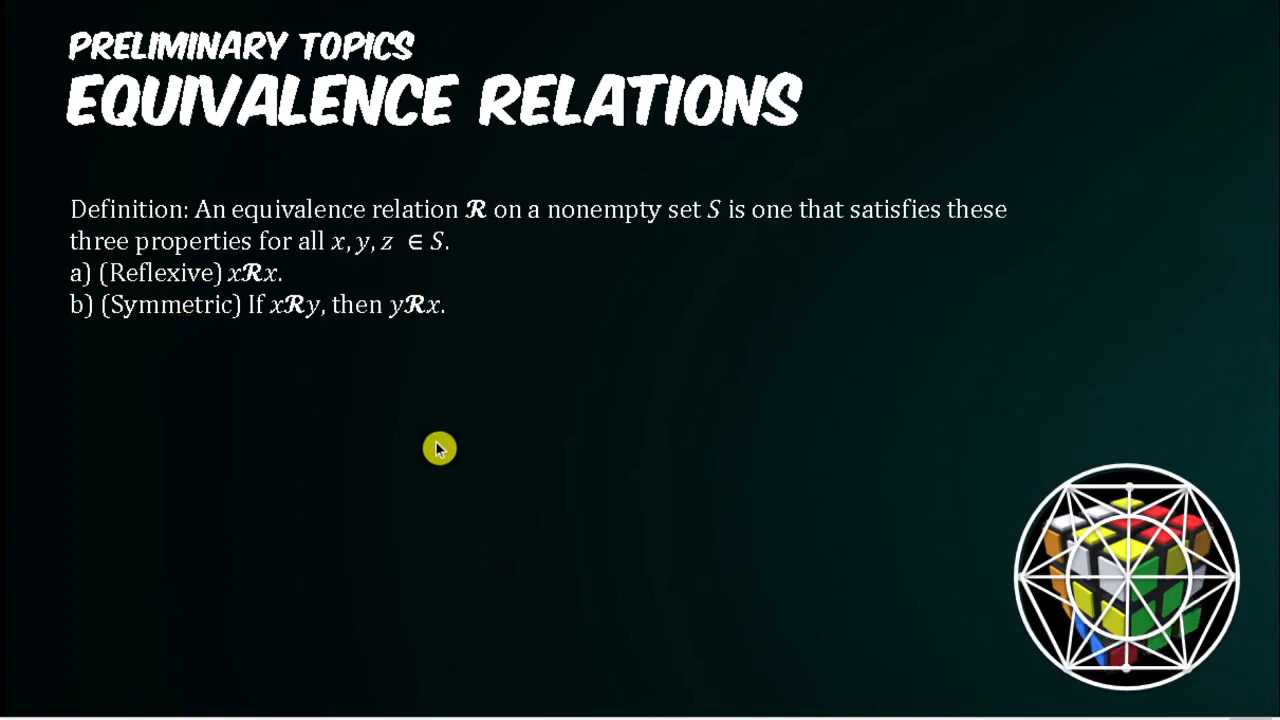 PRELIMINARY TOPICS
EQUIVALENCE RELATIONS
Definition: An equivalence relation 𝓡 on a nonempty set S is one that satisfies these
three properties for all x, y, z ∈ S.
a) (Reflexive) x𝓡x.
b) (Symmetric) If x𝓡y, then y𝓡x.